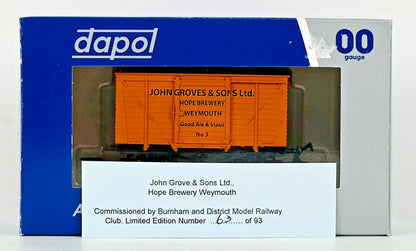 dapol
00
gauge
JOHN GROVES & SONS Ltd.
HOPE BREWERY
WEYMOUTH
Good Ale & Stout
No 3
John Grove & Sons Ltd.,
Hope Brewery Weymouth
Commissioned by Burnham and District Model Railway
Club. Limited Edition Number ...63..... of 93
A